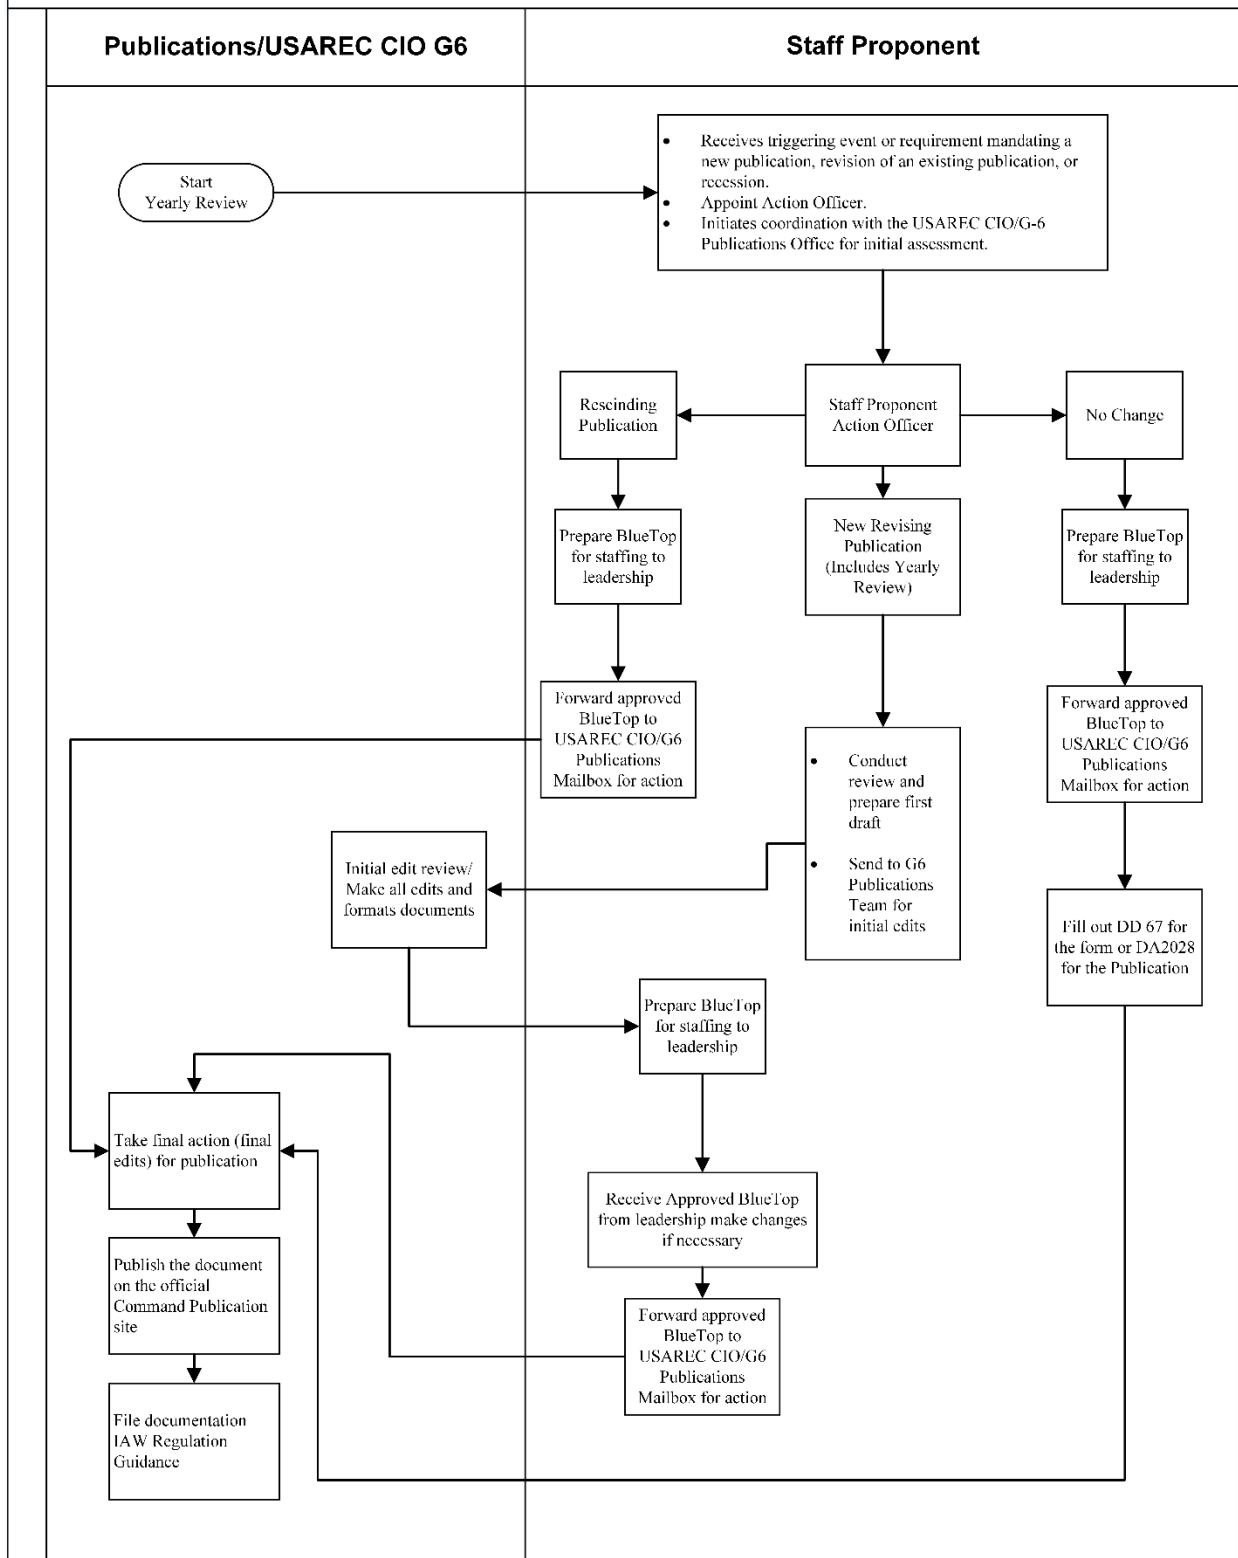 Publications/USAREC CIO G6
Staff Proponent
Start
Yearly Review
• Receives triggering event or requirement mandating a
new publication, revision of an existing publication, or
recession.
• Appoint Action Officer.
• Initiates coordination with the USAREC CIO/G-6
Publications Office for initial assessment.
Rescinding
Publication
Staff Proponent
Action Officer
No Change
Prepare BlueTop
for staffing to
leadership
New Revising
Publication
(Includes Yearly
Review)
Prepare BlueTop
for staffing to
leadership
Forward approved
BlueTop to
USAREC CIO/G6
Publications
Mailbox for action
• Conduct
review and
prepare first
draft
• Send to G6
Publications
Team for
initial edits
Forward approved
BlueTop to
USAREC CIO/G6
Publications
Mailbox for action
Initial edit review/
Make all edits and
formats documents
Fill out DD 67 for
the form or DA2028
for the Publication
Prepare BlueTop
for staffing to
leadership
Take final action (final
edits) for publication
Receive Approved BlueTop
from leadership make changes
if necessary
Publish the document
on the official
Command Publication
site
Forward approved
BlueTop to
USAREC CIO/G6
Publications
Mailbox for action
File documentation
IAW Regulation
Guidance